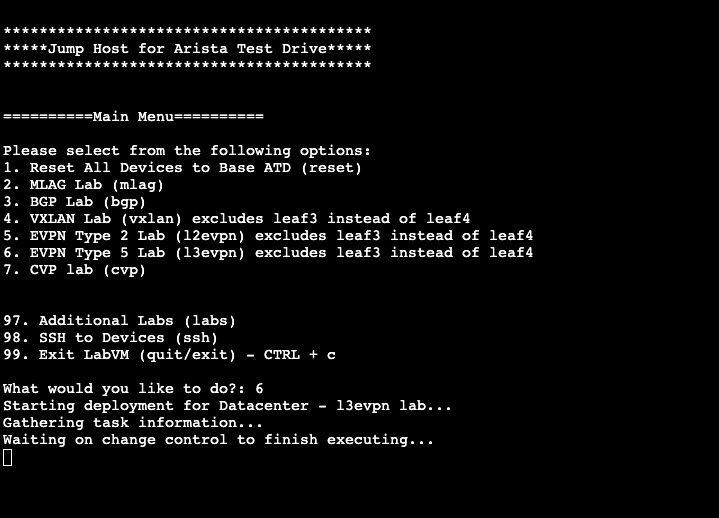 *****************************************
*****Jump Host for Arista Test Drive*****
*****************************************
==========Main Menu==========
Please select from the following options:
1. Reset All Devices to Base ATD (reset)
2. MLAG Lab (mlag)
3. BGP Lab (bgp)
4. VXLAN Lab (vxlan) excludes leaf3 instead of leaf4
5. EVPN Type 2 Lab (l2evpn) excludes leaf3 instead of leaf4
6. EVPN Type 5 Lab (l3evpn) excludes leaf3 instead of leaf4
7. CVP lab (cvp)
97. Additional Labs (labs)
98. SSH to Devices (ssh)
99. Exit LabVM (quit/exit) - CTRL + c
What would you like to do?: 6
Starting deployment for Datacenter - l3evpn lab...
Gathering task information...
Waiting on change control to finish executing...